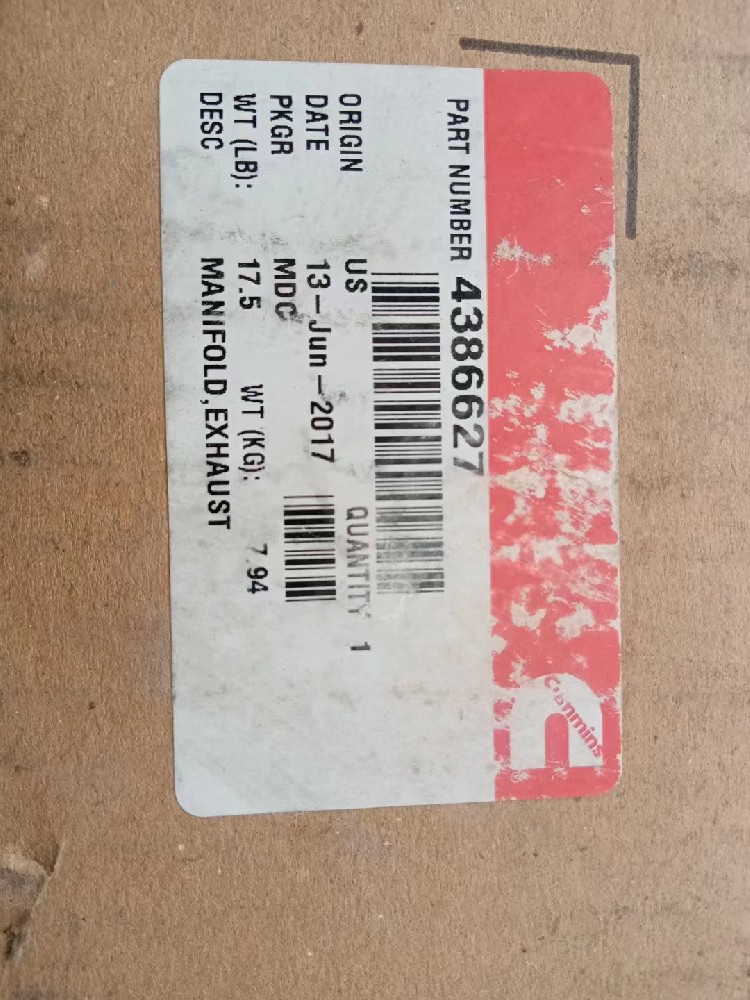 cummins
PART NUMBER 4386627
ORIGIN US QUANTITY 1
DATE 13-Jun-2017
PKGR MDC
WT (LB): 17.5 WT (KG): 7.94
DESC MANIFOLD,EXHAUST